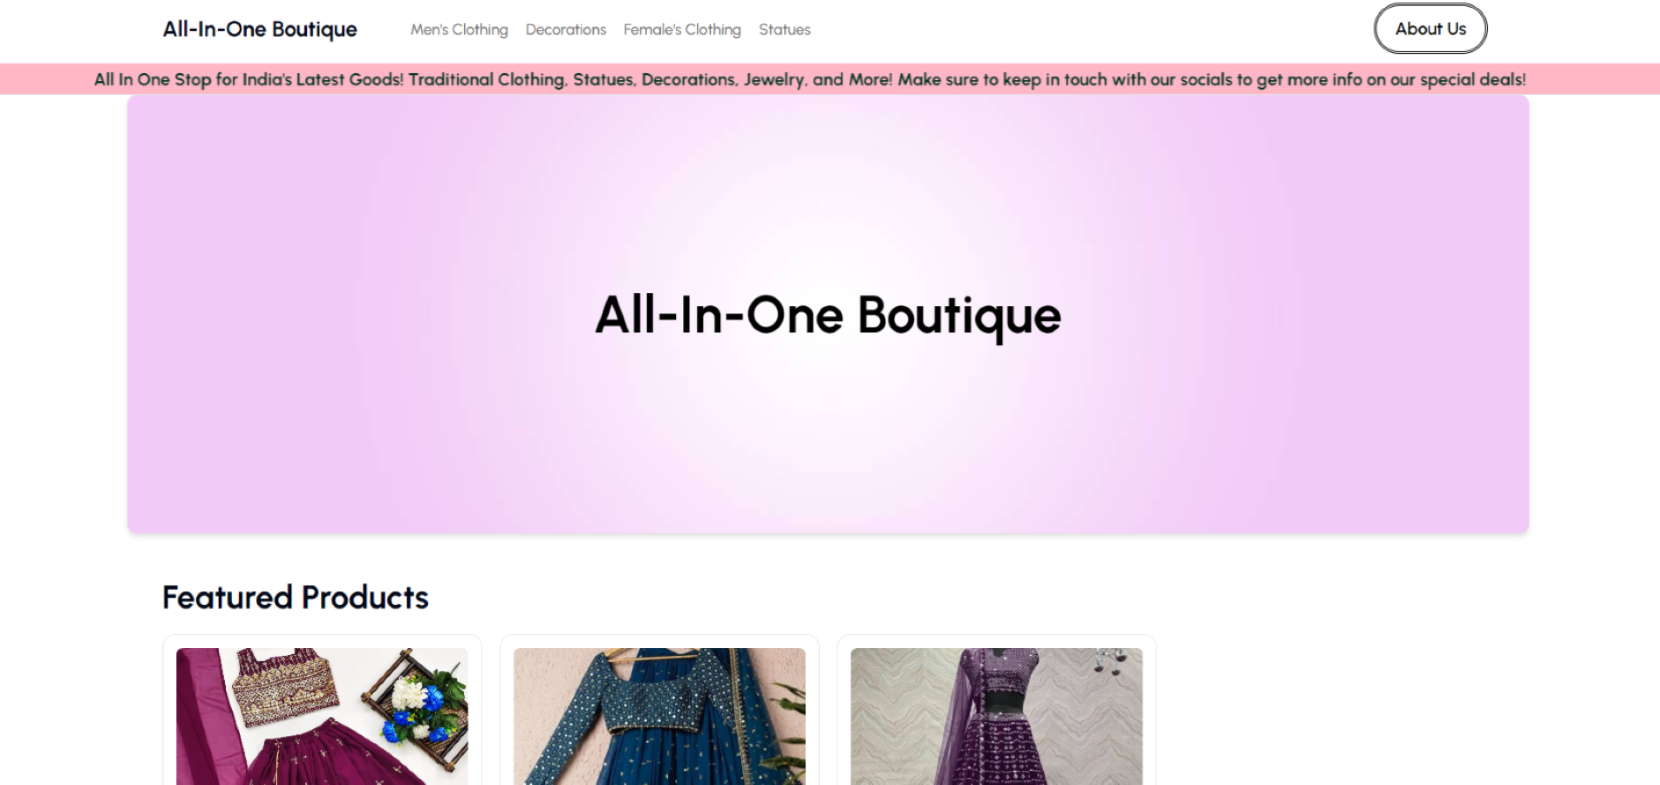 All-In-One Boutique
Men's Clothing
Decorations
Female's Clothing
Statues
About Us
All In One Stop for India's Latest Goods! Traditional Clothing, Statues, Decorations, Jewelry, and More! Make sure to keep in touch with our socials to get more info on our special deals!
All-In-One Boutique
Featured Products